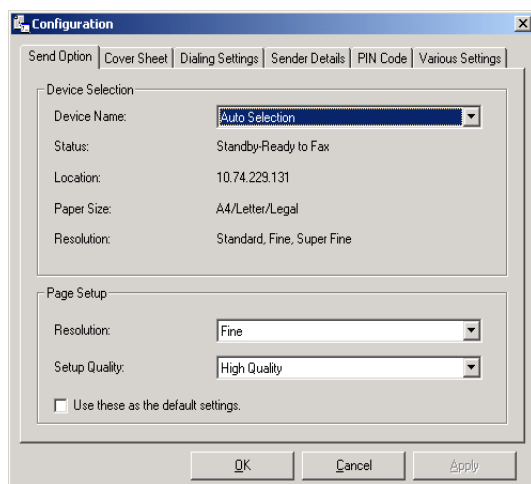 Configuration
Send Option Cover Sheet Dialing Settings Sender Details PIN Code Various Settings
Device Selection
Device Name: Auto Selection
Status: Standby-Ready to Fax
Location: 10.74.229.131
Paper Size: A4/Letter/Legal
Resolution: Standard, Fine, Super Fine
Page Setup
Resolution: Fine
Setup Quality: High Quality
Use these as the default settings.
OK Cancel Apply